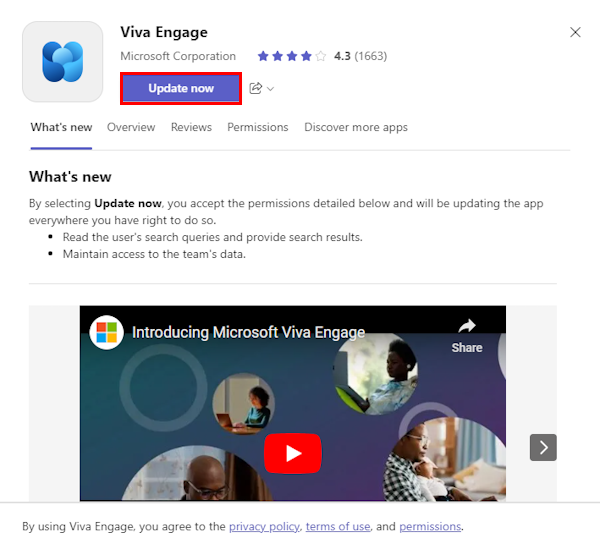 Viva Engage
Microsoft Corporation 4.3 (1663)
Update now
What's new Overview Reviews Permissions Discover more apps
What's new
By selecting Update now, you accept the permissions detailed below and will be updating the app
everywhere you have right to do so.
• Read the user's search queries and provide search results.
• Maintain access to the team's data.
Introducing Microsoft Viva Engage
Share
By using Viva Engage, you agree to the privacy policy, terms of use, and permissions.